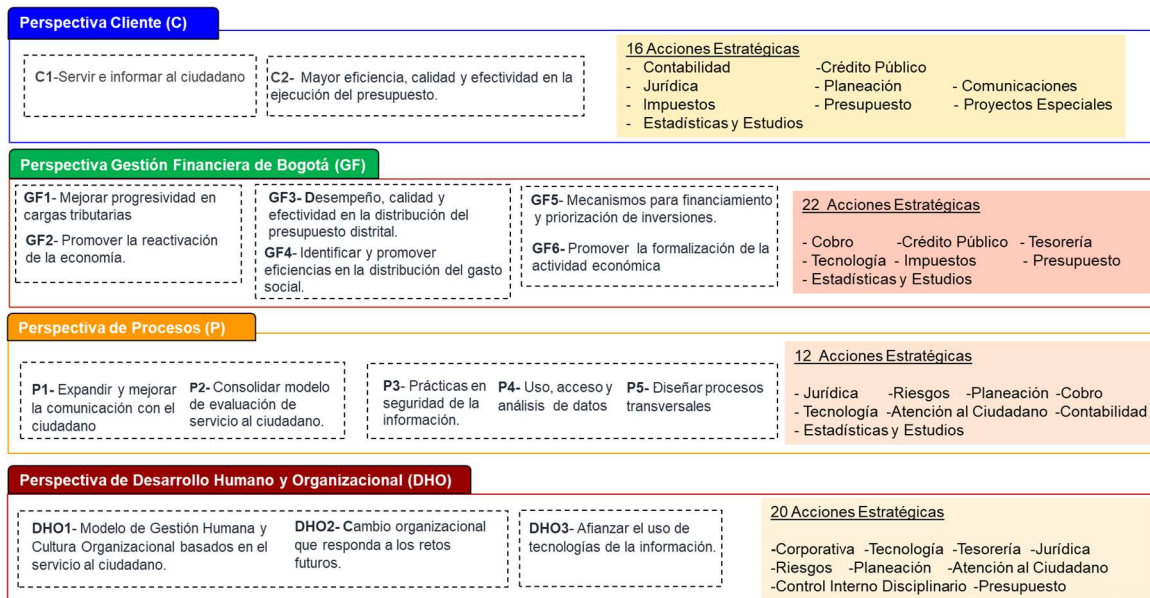 Perspectiva Cliente (C)
C1-Servir e informar al ciudadano
C2- Mayor eficiencia, calidad y efectividad en la
ejecución del presupuesto.
16 Acciones Estratégicas
- Contabilidad -Crédito Público
- Jurídica - Planeación - Comunicaciones
- Impuestos - Presupuesto - Proyectos Especiales
- Estadísticas y Estudios
Perspectiva Gestión Financiera de Bogotá (GF)
GF1- Mejorar progresividad en
cargas tributarias
GF2- Promover la reactivación
de la economía.
GF3- Desempeño, calidad y
efectividad en la distribución del
presupuesto distrital.
GF4- Identificar y promover
eficiencias en la distribución del gasto
social.
GF5- Mecanismos para financiamiento
y priorización de inversiones.
GF6- Promover la formalización de la
actividad económica
22 Acciones Estratégicas
- Cobro -Crédito Público - Tesorería
- Tecnología - Impuestos - Presupuesto
- Estadísticas y Estudios
Perspectiva de Procesos (P)
P1- Expandir y mejorar
la comunicación con el
ciudadano
P2- Consolidar modelo
de evaluación de
servicio al ciudadano.
P3- Prácticas en
seguridad de la
información.
P4- Uso, acceso y
análisis de datos
P5- Diseñar procesos
transversales
12 Acciones Estratégicas
- Jurídica -Riesgos -Planeación -Cobro
- Tecnología -Atención al Ciudadano -Contabilidad
- Estadísticas y Estudios
Perspectiva de Desarrollo Humano y Organizacional (DHO)
DHO1- Modelo de Gestión Humana y
Cultura Organizacional basados en el
servicio al ciudadano.
DHO2- Cambio organizacional
que responda a los retos
futuros.
DHO3- Afianzar el uso de
tecnologías de la información.
20 Acciones Estratégicas
-Corporativa -Tecnología -Tesorería -Jurídica
-Riesgos -Planeación -Atención al Ciudadano
-Control Interno Disciplinario -Presupuesto